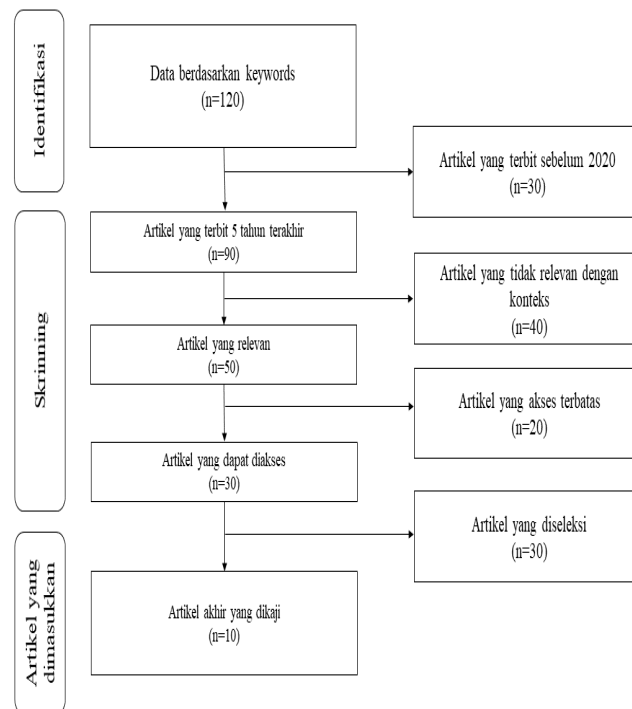 Identifikasi
Data berdasarkan keywords
(n=120)
Artikel yang terbit sebelum 2020
(n=30)
Skrinning
Artikel yang terbit 5 tahun terakhir
(n=90)
Artikel yang tidak relevan dengan
konteks
(n=40)
Artikel yang relevan
(n=50)
Artikel yang akses terbatas
(n=20)
Artikel yang dapat diakses
(n=30)
Artikel yang diseleksi
(n=30)
Artikel yang
dimasukkan
Artikel akhir yang dikaji
(n=10)